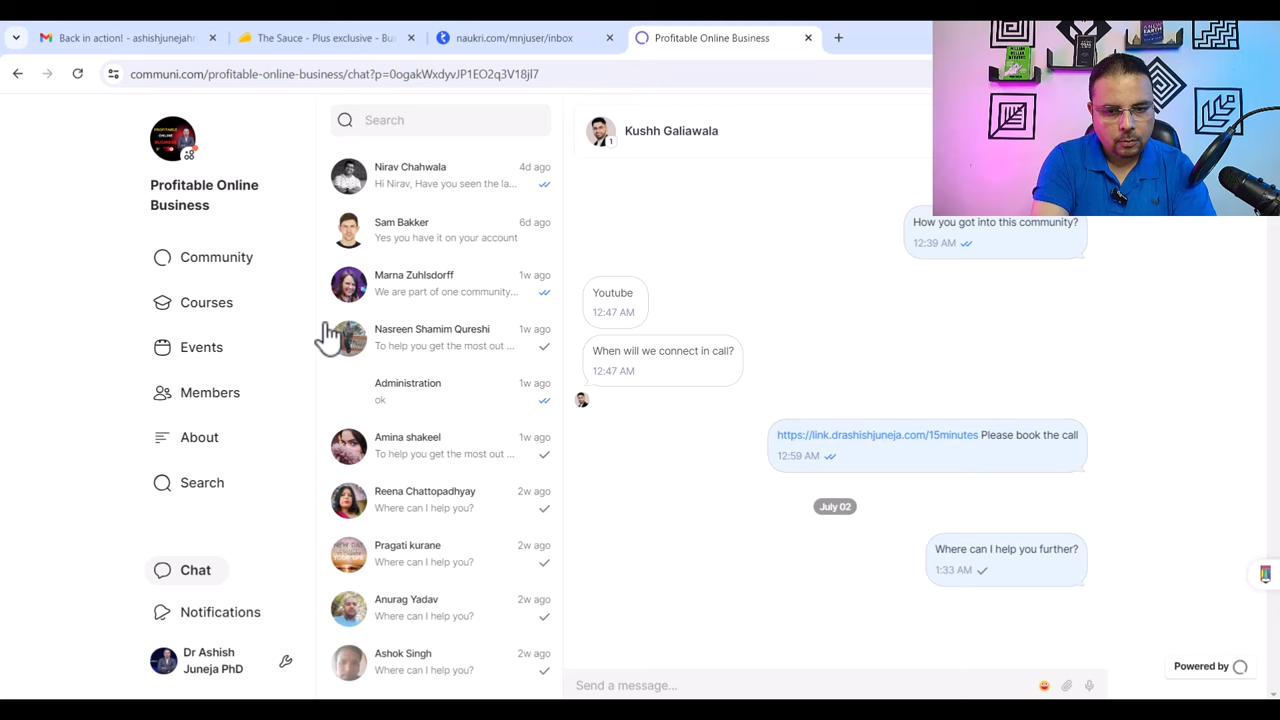 Back in action! - ashishjunejahr
The Sauce - Plus exclusive - Bu
naukri.com/mnjuser/inbox
Profitable Online Business
communi.com/profitable-online-business/chat?p=0ogakWxdyvJP1EO2q3V18jI7
Profitable Online
Business
Community
Courses
Events
Members
About
Search
Chat
Notifications
Dr Ashish
Juneja PhD
Search
Nirav Chahwala 4d ago
Hi Nirav, Have you seen the la...
Sam Bakker 6d ago
Yes you have it on your account
Marna Zuhlsdorff 1w ago
We are part of one community...
Nasreen Shamim Qureshi 1w ago
To help you get the most out ...
Administration 1w ago
ok
Amina shakeel 1w ago
To help you get the most out ...
Reena Chattopadhyay 2w ago
Where can I help you?
Pragati kurane 2w ago
Where can I help you?
Anurag Yadav 2w ago
Where can I help you?
Ashok Singh 2w ago
Where can I help you?
Kushh Galiawala
1
How you got into this community?
12:39 AM
Youtube
12:47 AM
When will we connect in call?
12:47 AM
https://link.drashishjuneja.com/15minutes Please book the call
12:59 AM
July 02
Where can I help you further?
1:33 AM
Send a message...
Powered by